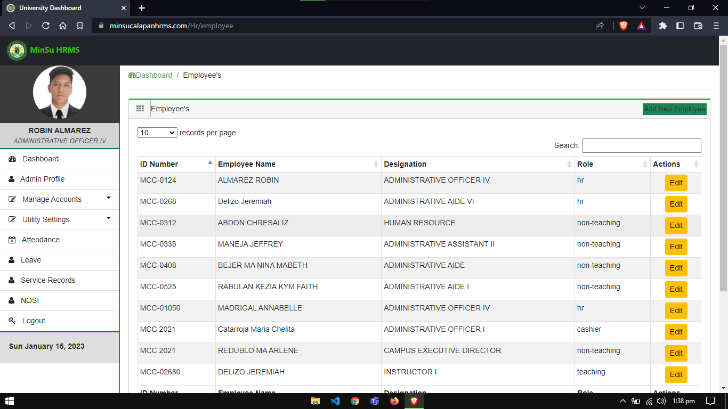 University Dashboard
minsucalapanhrms.com/Hr/employee
MinSu HRMS
ROBIN ALMAREZ
ADMINISTRATIVE OFFICER IV
Dashboard
Admin Profile
Manage Accounts
Utility Settings
Attendance
Leave
Service Records
NOSI
Logout
Sun January 16, 2023
Dashboard / Employee's
Employee's
Add New Employee
10 records per page
Search:
ID Number Employee Name Designation Role Actions
MCC-0124 ALMAREZ ROBIN ADMINISTRATIVE OFFICER IV hr Edit
MCC-0268 Delizo Jeremiah ADMINISTRATIVE AIDE VI hr Edit
MCC-0312 ABDON CHRESALIZ HUMAN RESOURCE non-teaching Edit
MCC-0338 MANEJA JEFFREY ADMINISTRATIVE ASSISTANT II non-teaching Edit
MCC-0408 BEJER MA NINA MABETH ADMINISTRATIVE AIDE non-teaching Edit
MCC-0525 RABULAN KEZIA KYM FAITH ADMINISTRATIVE AIDE I non-teaching Edit
MCC-01050 MADRIGAL ANNABELLE ADMINISTRATIVE OFFICER IV hr Edit
MCC 2021 Catarroja Maria Chelita ADMINISTRATIVE OFFICER I cashier Edit
MCC 2021 REDUBLO MA ARLENE CAMPUS EXECUTIVE DIRECTOR non-teaching Edit
MCC-02680 DELIZO JEREMIAH INSTRUCTOR I teaching Edit
ID Number Employee Name Designation Role Actions
1:38 pm